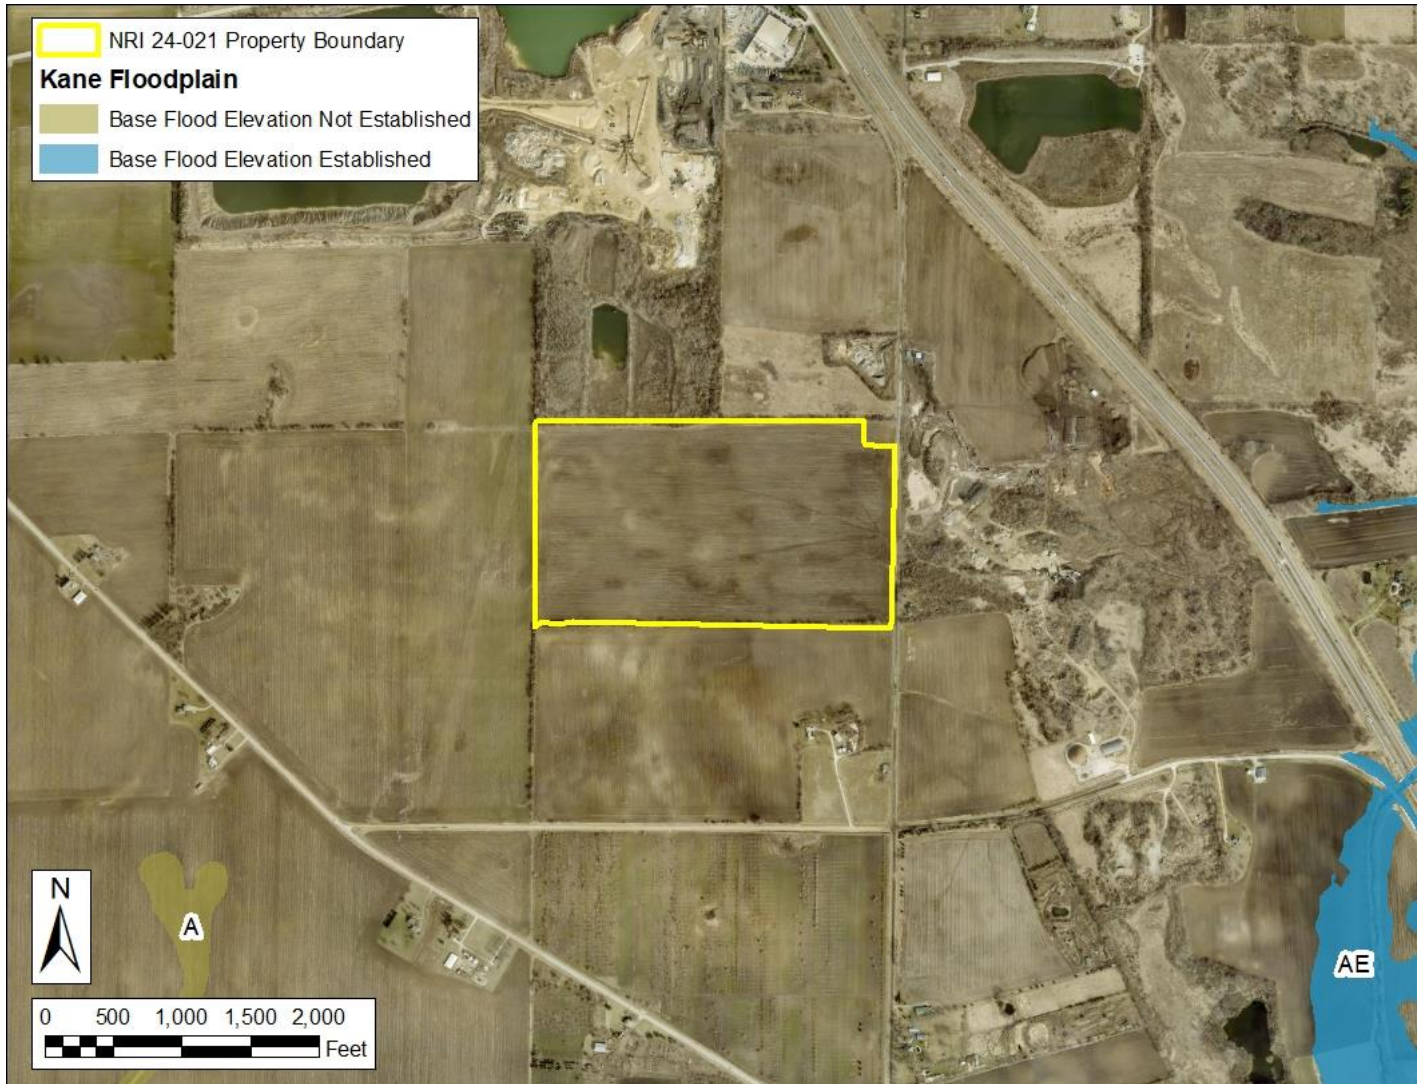 NRI 24-021 Property Boundary
Kane Floodplain
Base Flood Elevation Not Established
Base Flood Elevation Established
A
N
AE
0 500 1,000 1,500 2,000
Feet